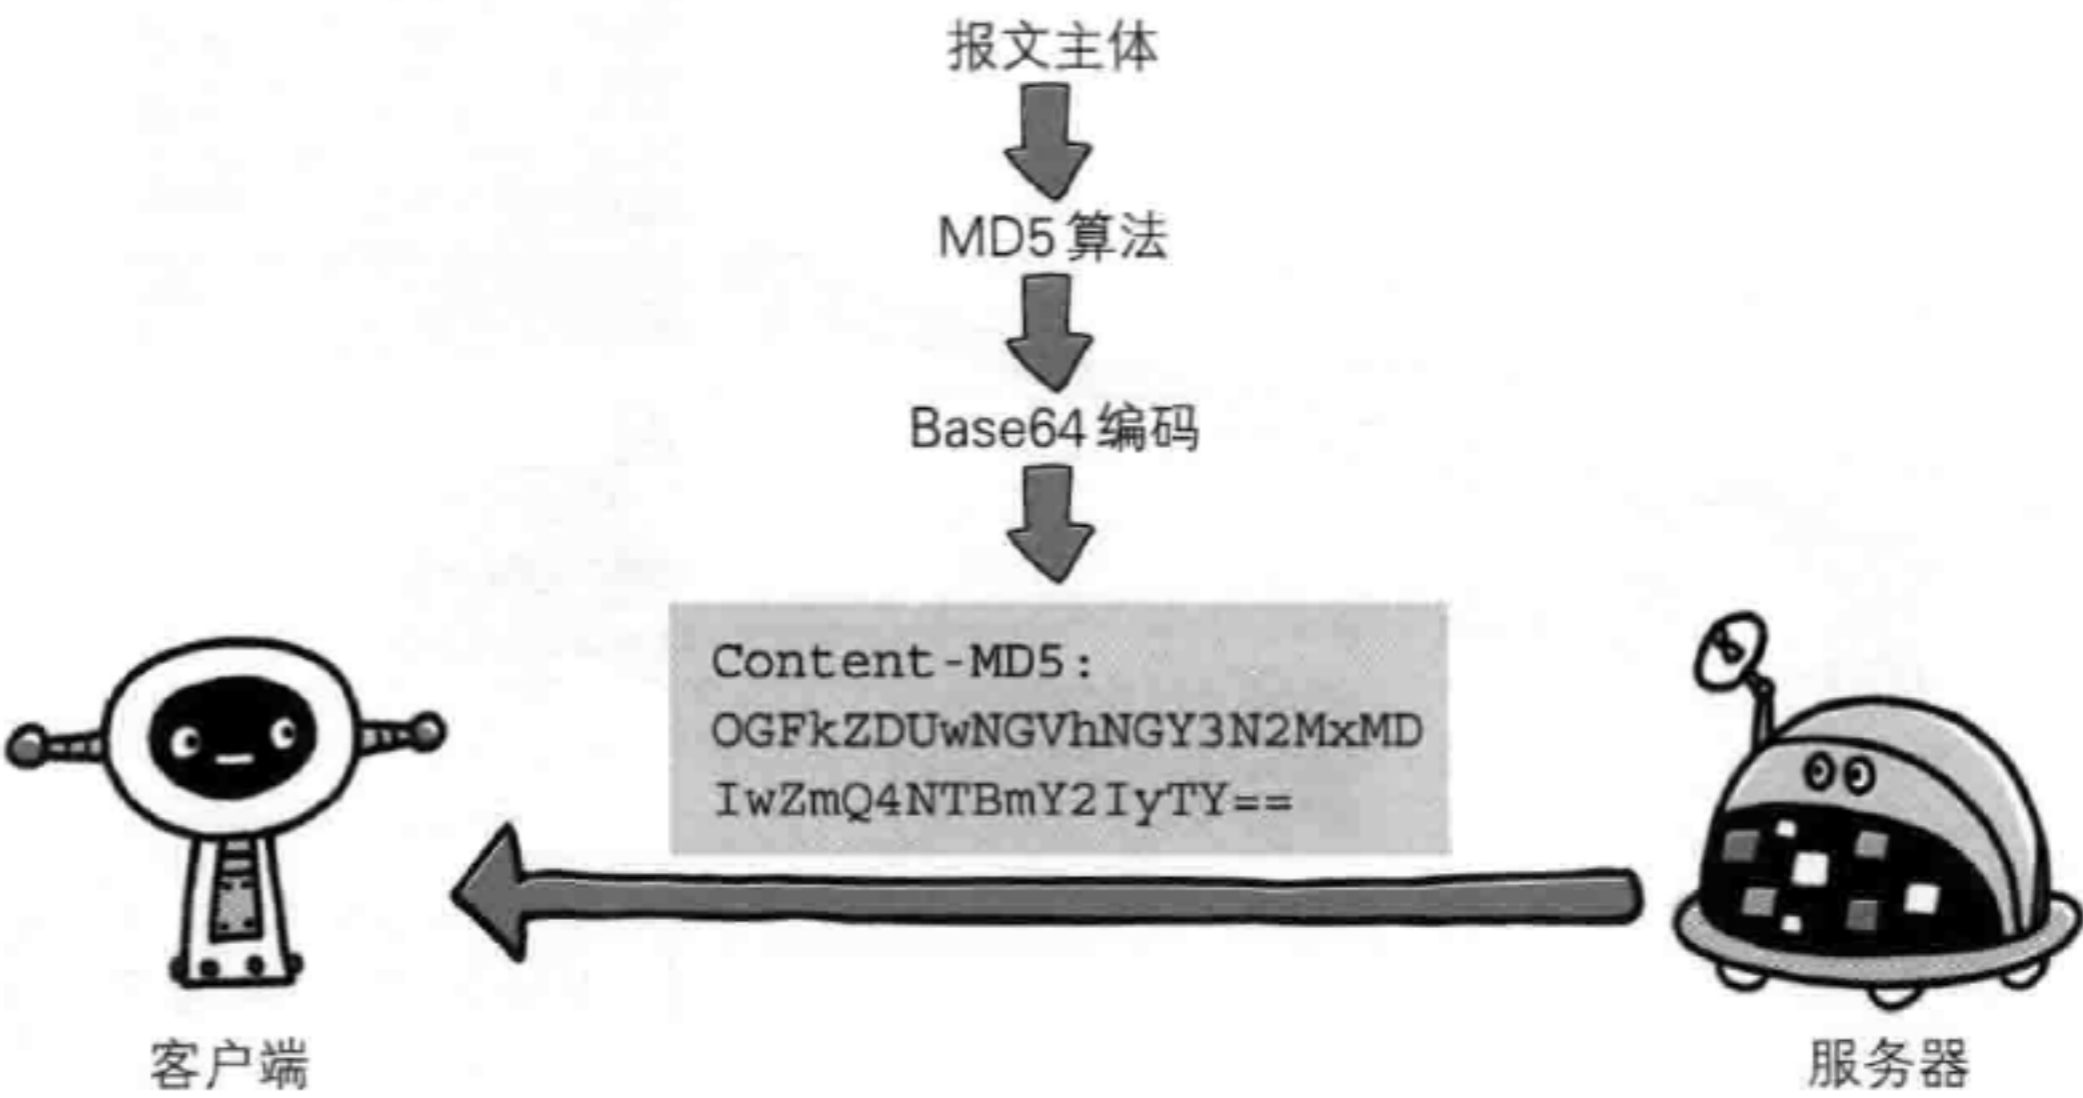 报文主体
MD5算法
Base64编码
Content-MD5:
OGFkZDUwNGVhNGY3N2MxMD
IwZmQ4NTBmY2IyTY==
客户端
服务器